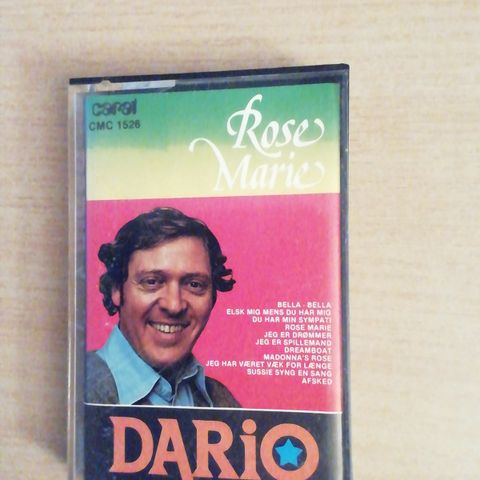 carol
CMC 1526
Rose
Marie
BELLA - BELLA
ELSK MIG MENS DU HAR MIG
DU HAR MIN SYMPATI
ROSE MARIE
JEG ER DRØMMER
JEG ER SPILLEMAND
DREAMBOAT
MADONNA'S ROSE
JEG HAR VÆRET VÆK FOR LÆNGE
SUSSIE SYNG EN SANG
AFSKED
DARiO